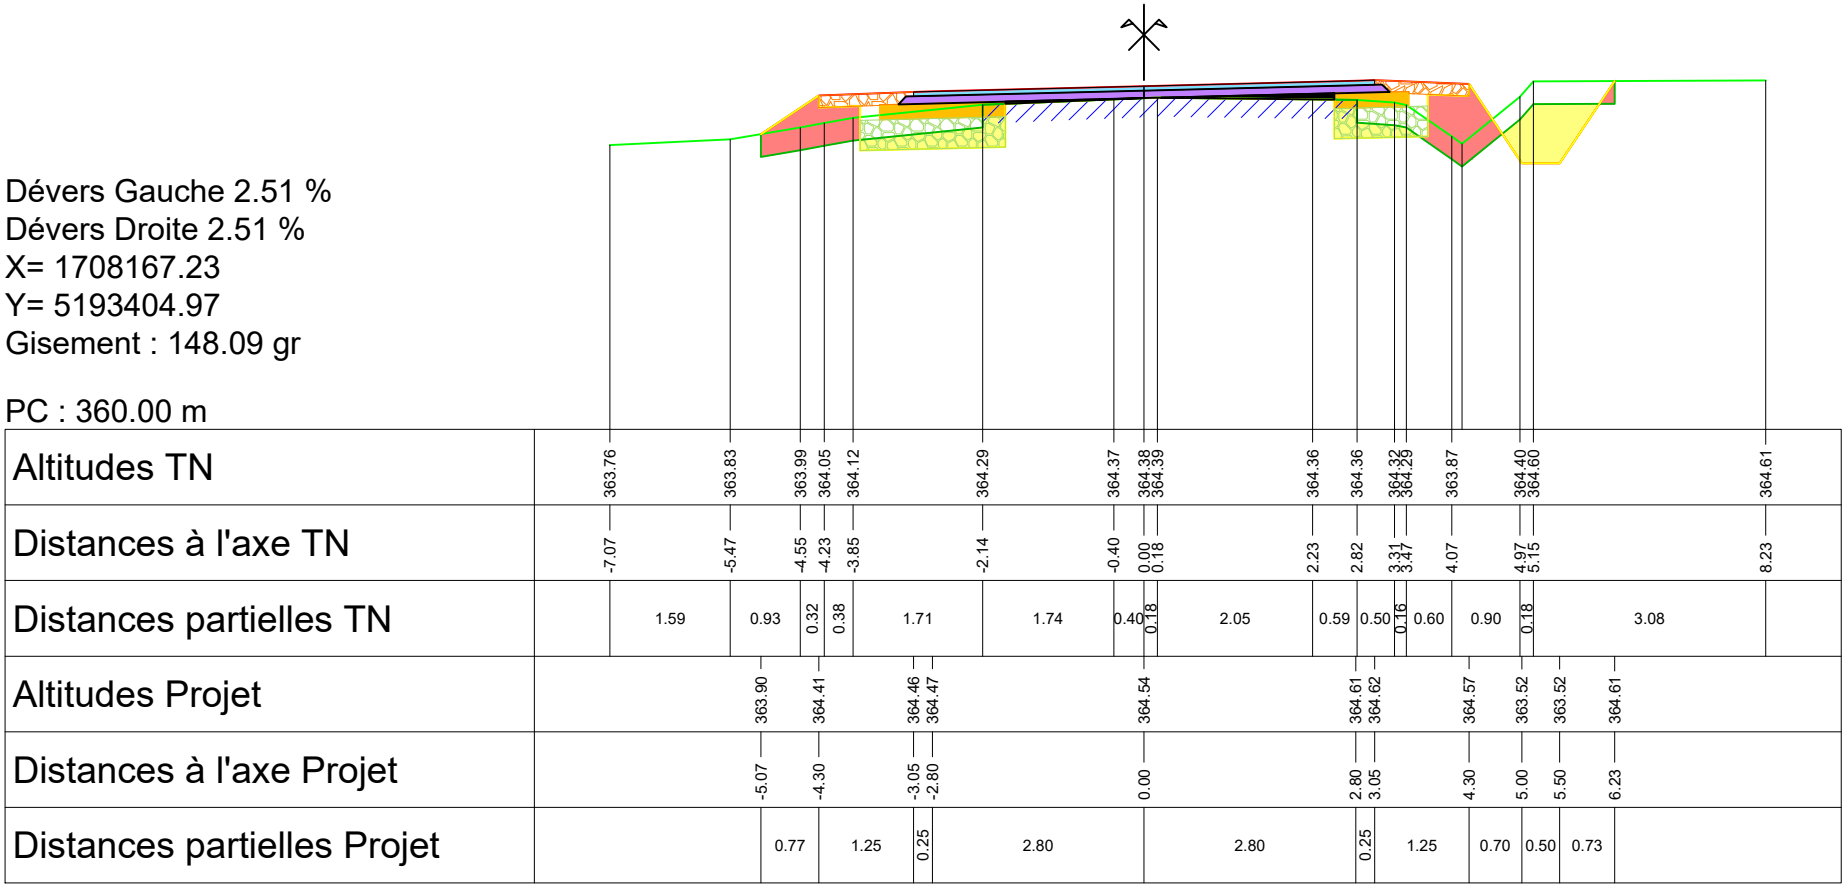 Dévers Gauche 2.51 %
Dévers Droite 2.51 %
X= 1708167.23
Y= 5193404.97
Gisement : 148.09 gr
PC : 360.00 m
Altitudes TN 363.76 363.83 363.99 364.05 364.12 364.29 364.37 364.38 364.39 364.36 364.36 364.32 364.29 363.87 364.40 364.60 364.61
Distances à l'axe TN -7.07 -5.47 -4.55 -4.23 -3.85 -2.14 -0.40 0.00 0.18 2.23 2.82 3.31 3.47 4.07 4.97 5.15 8.23
Distances partielles TN 1.59 0.93 0.32 0.38 1.71 1.74 0.40 0.18 2.05 0.59 0.50 0.16 0.60 0.90 0.18 3.08
Altitudes Projet 363.90 364.41 364.46 364.47 364.54 364.61 364.62 364.57 363.52 363.52 364.61
Distances à l'axe Projet -5.07 -4.30 -3.05 -2.80 0.00 2.80 3.05 4.30 5.00 5.50 6.23
Distances partielles Projet 0.77 1.25 0.25 2.80 2.80 0.25 1.25 0.70 0.50 0.73